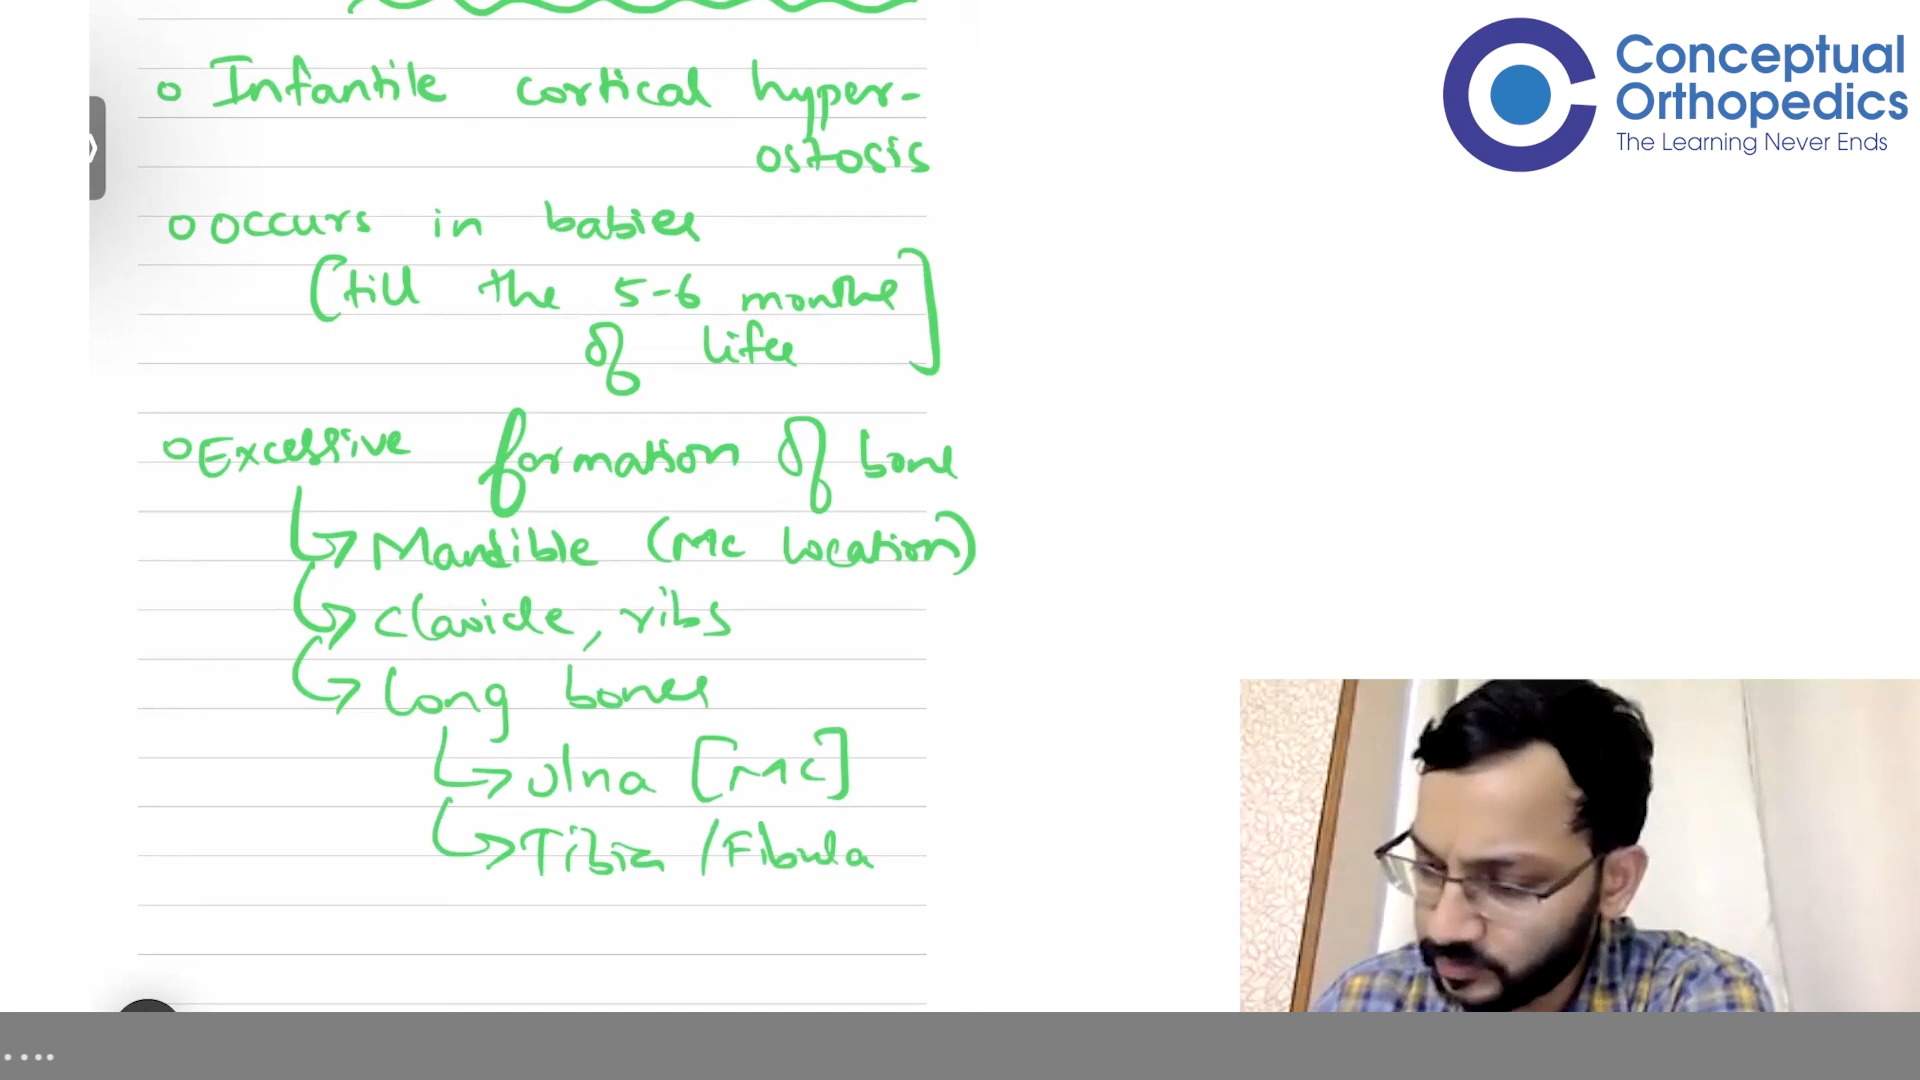 Infantile cortical hyper-
ostosis
Occurs in babies
(till the 5-6 months
of life]
Excessive formation of bone
Mandible (MC location)
clavicle, ribs
Long bones
Ulna [MC]
Tibia / Fibula
Conceptual
Orthopedics
The Learning Never Ends